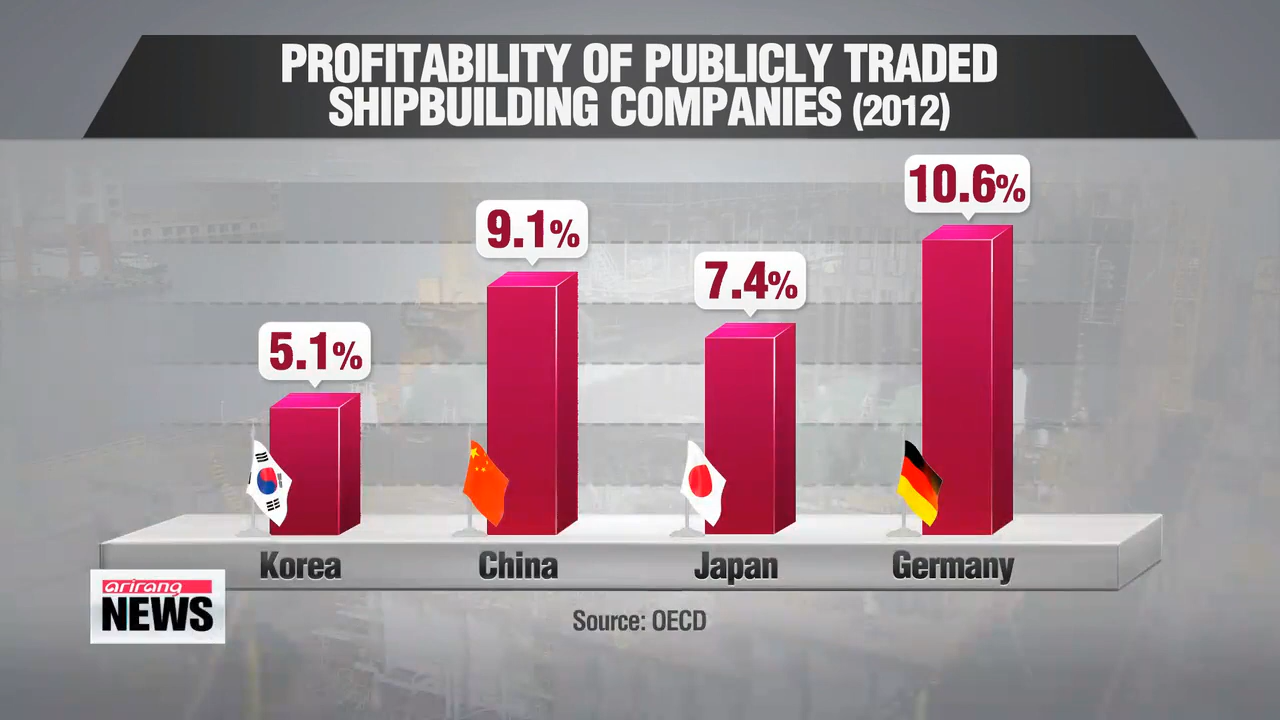 PROFITABILITY OF PUBLICLY TRADED
SHIPBUILDING COMPANIES (2012)
5.1%
9.1%
7.4%
10.6%
Korea
China
Japan
Germany
arirang
NEWS
Source: OECD